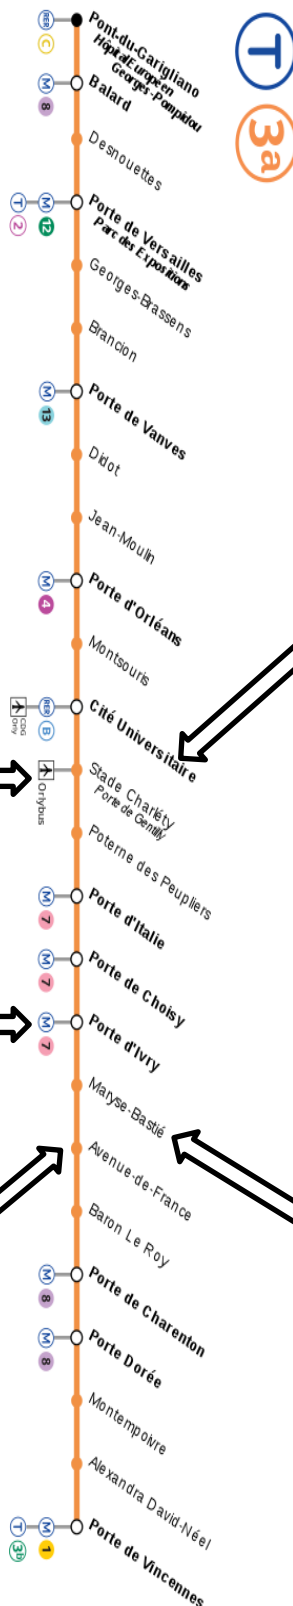 T
3a
RER C
Pont-du-Garigliano
Hôpital Européen
Georges-Pompidou
M 8
Balard
Desnouettes
T M
2 12
Porte de Versailles
Parc des Expositions
Georges-Brassens
Brancion
M 13
Porte de Vanves
Didot
Jean-Moulin
M 4
Porte d'Orléans
Montsouris
CDG
Orly
RER B
Cité Universitaire
Orlybus
Stade Charléty
Porte de Gentilly
Poterne des Peupliers
M 7
Porte d'Italie
M 7
Porte de Choisy
M 7
Porte d'Ivry
Maryse-Bastié
Avenue-de-France
Baron Le Roy
M 8
Porte de Charenton
M 8
Porte Dorée
Montempoivre
Alexandra David-Néel
T M
3b 1
Porte de Vincennes